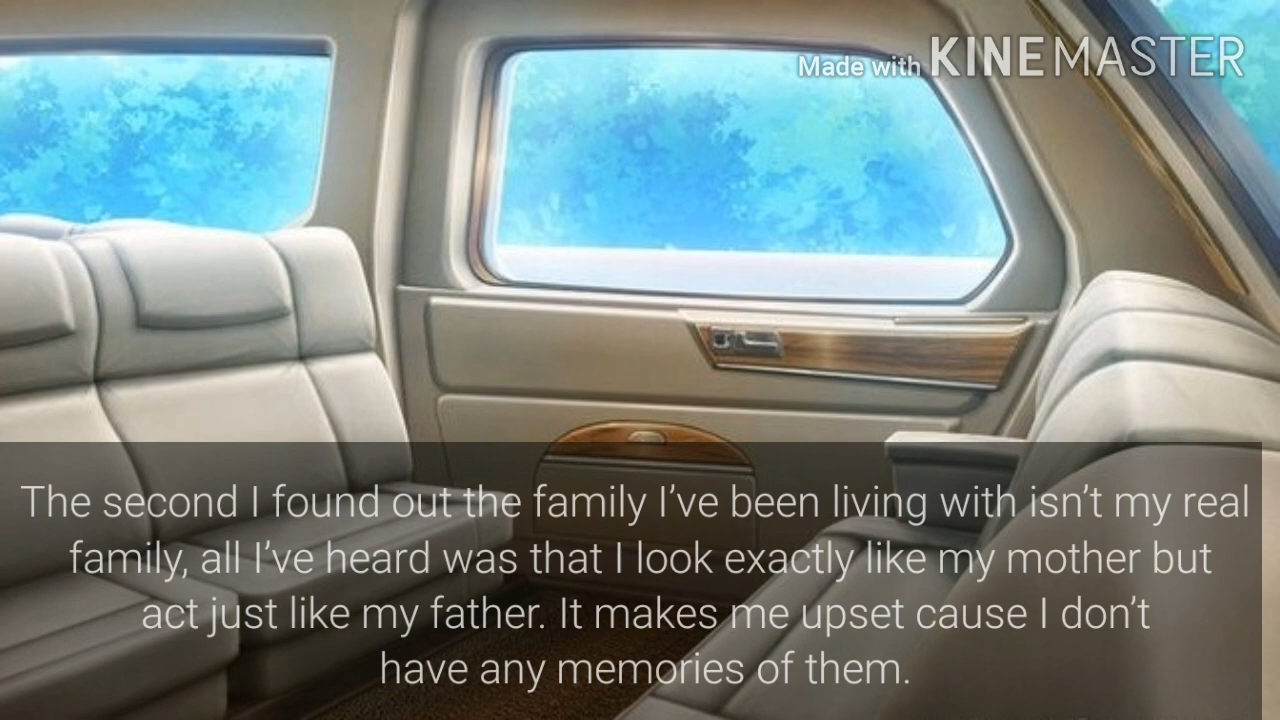 Made with KINEMASTER
The second I found out the family I’ve been living with isn’t my real
family, all I’ve heard was that I look exactly like my mother but
act just like my father. It makes me upset cause I don’t
have any memories of them.